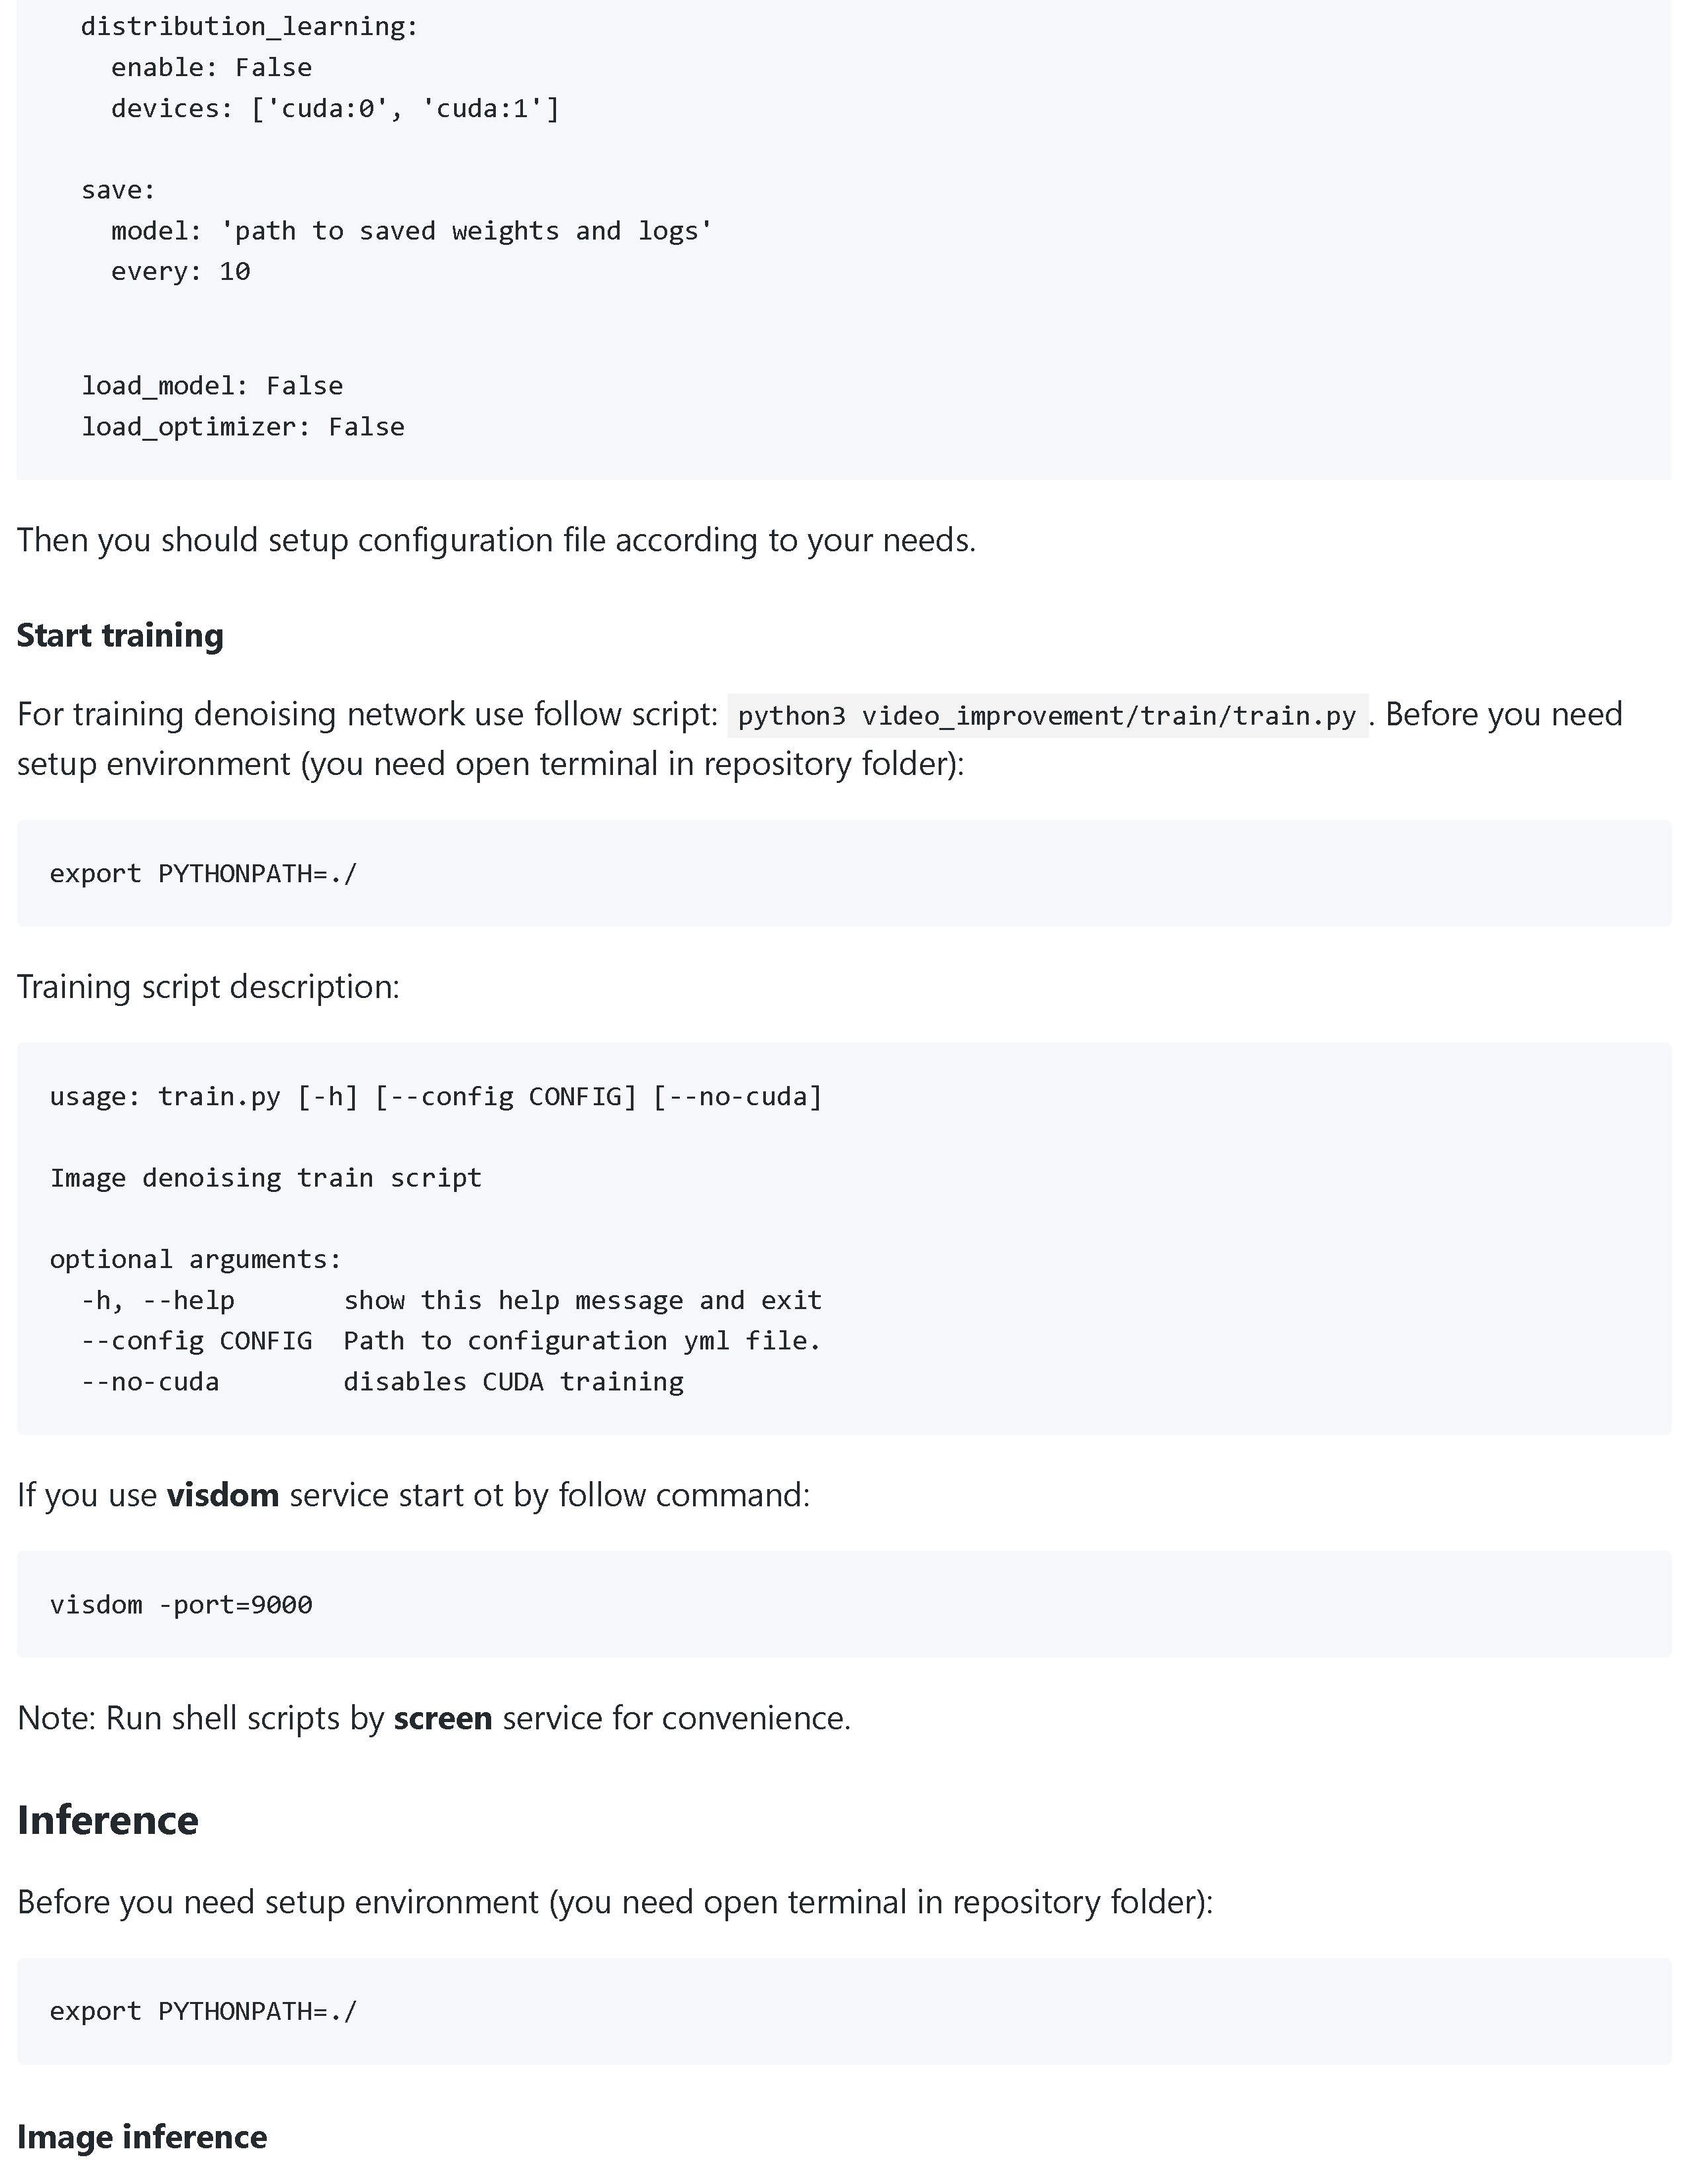 distribution_learning:
enable: False
devices: ['cuda:0', 'cuda:1']
save:
model: 'path to saved weights and logs'
every: 10
load_model: False
load_optimizer: False
Then you should setup configuration file according to your needs.
Start training
For training denoising network use follow script: python3 video_improvement/train/train.py . Before you need
setup environment (you need open terminal in repository folder):
export PYTHONPATH=./
Training script description:
usage: train.py [-h] [--config CONFIG] [--no-cuda]
Image denoising train script
optional arguments:
-h, --help       show this help message and exit
--config CONFIG  Path to configuration yml file.
--no-cuda        disables CUDA training
If you use visdom service start ot by follow command:
visdom -port=9000
Note: Run shell scripts by screen service for convenience.
Inference
Before you need setup environment (you need open terminal in repository folder):
export PYTHONPATH=./
Image inference